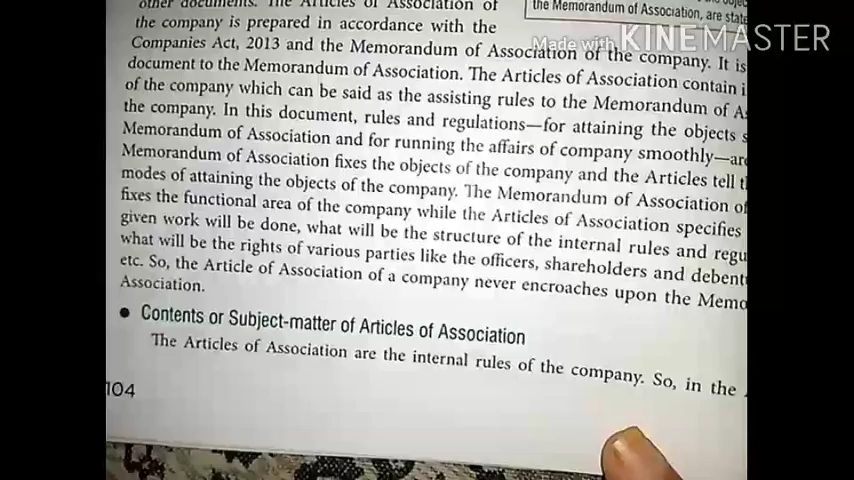 other documents. The Articles of Association of
the Memorandum of Association, are
the company is prepared in accordance with the
Made with KINEMASTER
Companies Act, 2013 and the Memorandum of Association of the company. It is
document to the Memorandum of Association. The Articles of Association contain
of the company which can be said as the assisting rules to the Memorandum of
the company. In this document, rules and regulations—for attaining the objects
Memorandum of Association and for running the affairs of company smoothly—are
Memorandum of Association fixes the objects of the company and the Articles tell
modes of attaining the objects of the company. The Memorandum of Association
fixes the functional area of the company while the Articles of Association specifies
given work will be done, what will be the structure of the internal rules and regu
what will be the rights of various parties like the officers, shareholders and debent
etc. So, the Article of Association of a company never encroaches upon the Memo
Association.
• Contents or Subject-matter of Articles of Association
The Articles of Association are the internal rules of the company. So, in the
104